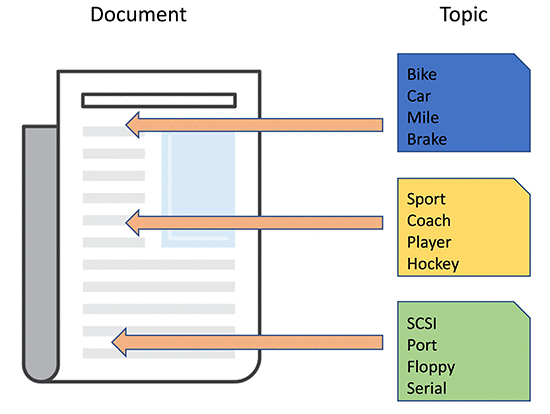 Document
Topic
Bike
Car
Mile
Brake
Sport
Coach
Player
Hockey
SCSI
Port
Floppy
Serial